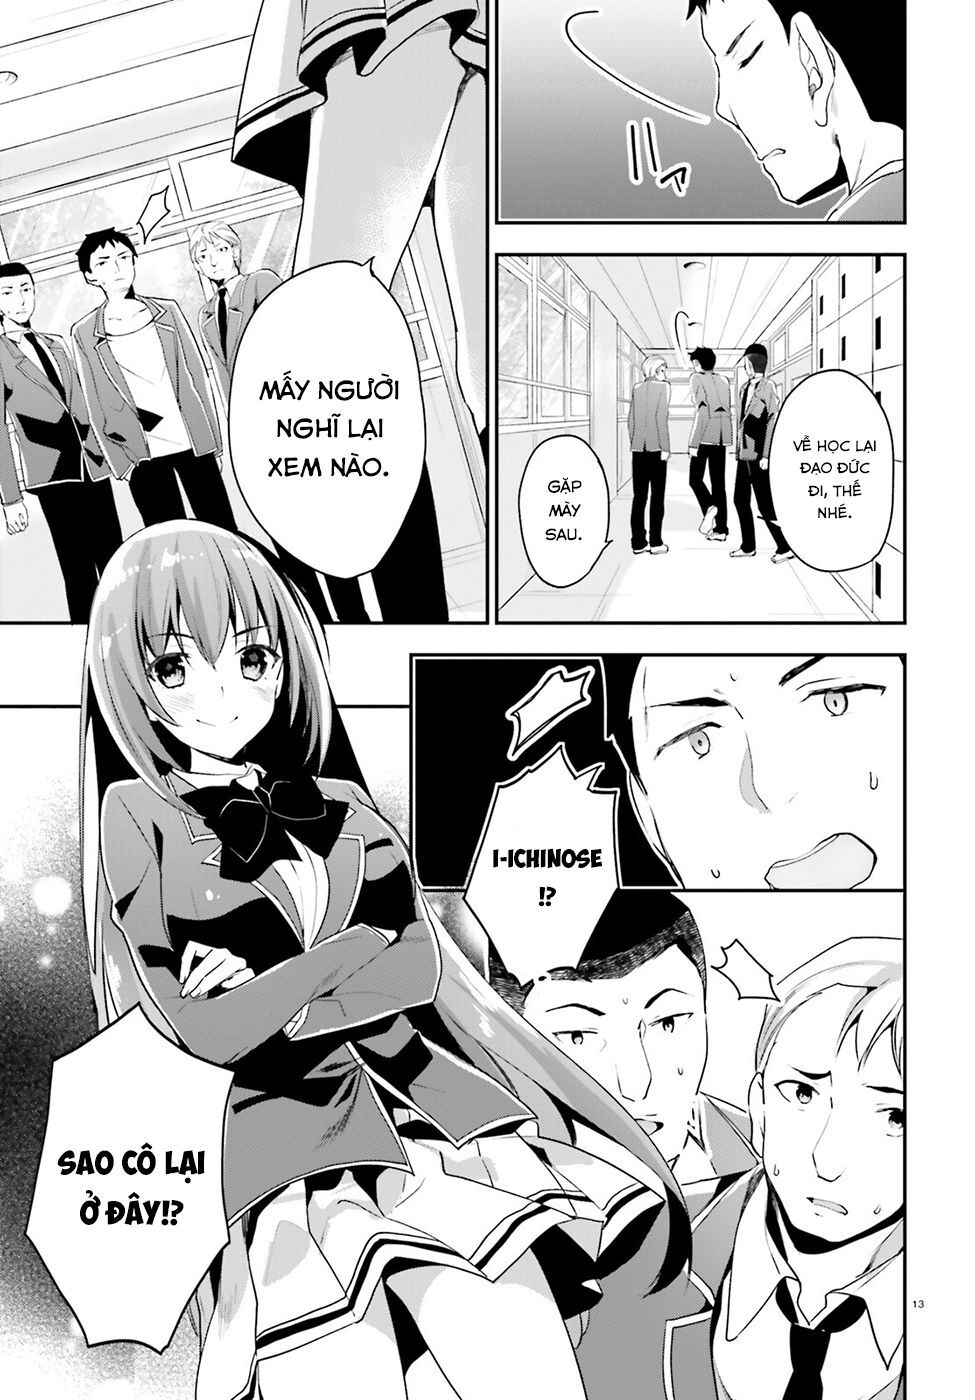 VỀ HỌC LẠI
ĐẠO ĐỨC
ĐI, THẾ
NHÉ.
GẶP
MÀY
SAU.
MẤY NGƯỜI
NGHĨ LẠI
XEM NÀO.
I-ICHINOSE
!?
SAO CÔ LẠI
Ở ĐÂY!?
13